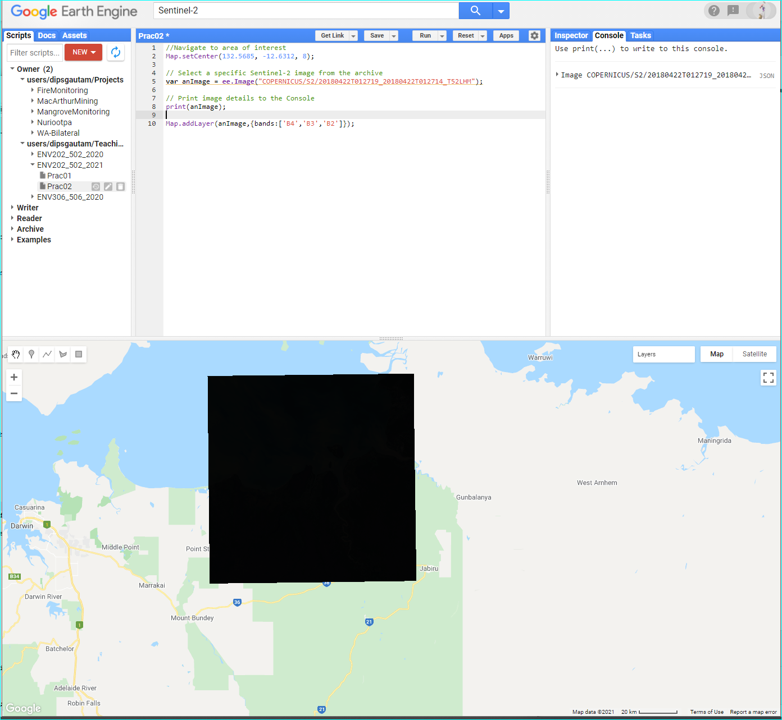 Google Earth Engine
Sentinel-2
Scripts Docs Assets
Filter scripts...
NEW
Owner (2)
users/dipsgautam/Projects
FireMonitoring
MacArthurMining
MangroveMonitoring
Nuriootpa
WA-Bilateral
users/dipsgautam/Teachi...
ENV202_502_2020
ENV202_502_2021
Prac01
Prac02
ENV306_506_2020
Writer
Reader
Archive
Examples
Prac02 *
Get Link Save Run Reset Apps
1 //Navigate to area of interest
2 Map.setCenter(132.5685, -12.6312, 8);
3
4 // Select a specific Sentinel-2 image from the archive
5 var anImage = ee.Image("COPERNICUS/S2/20180422T012719_20180422T012714_T52LHM");
6
7 // Print image details to the Console
8 print(anImage);
9
10 Map.addLayer(anImage,{bands:['B4','B3','B2']});
Inspector Console Tasks
Use print(...) to write to this console.
Image COPERNICUS/S2/20180422T012719_2018042... JSON
Layers
Map Satellite
+
−
Warruwi
Maningrida
West Arnhem
Gunbalanya
Casuarina
Darwin
1
Middle Point
Point St
Jabiru
B34
Marrakai
Darwin River
36
Mount Bundey
21
1
Batchelor
Adelaide River
Robin Falls
21
Google
Map data ©2021 20 km Terms of Use Report a map error